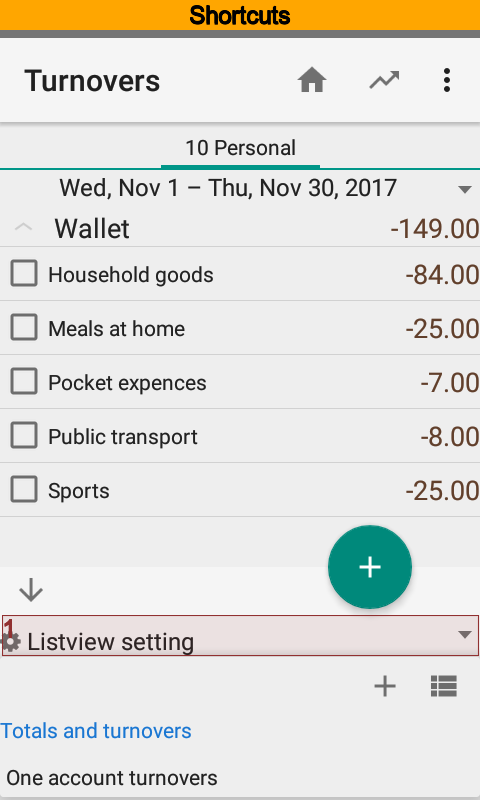 Shortcuts
Turnovers
10 Personal
Wed, Nov 1 – Thu, Nov 30, 2017
Wallet -149.00
Household goods -84.00
Meals at home -25.00
Pocket expences -7.00
Public transport -8.00
Sports -25.00
1
Listview setting
Totals and turnovers
One account turnovers